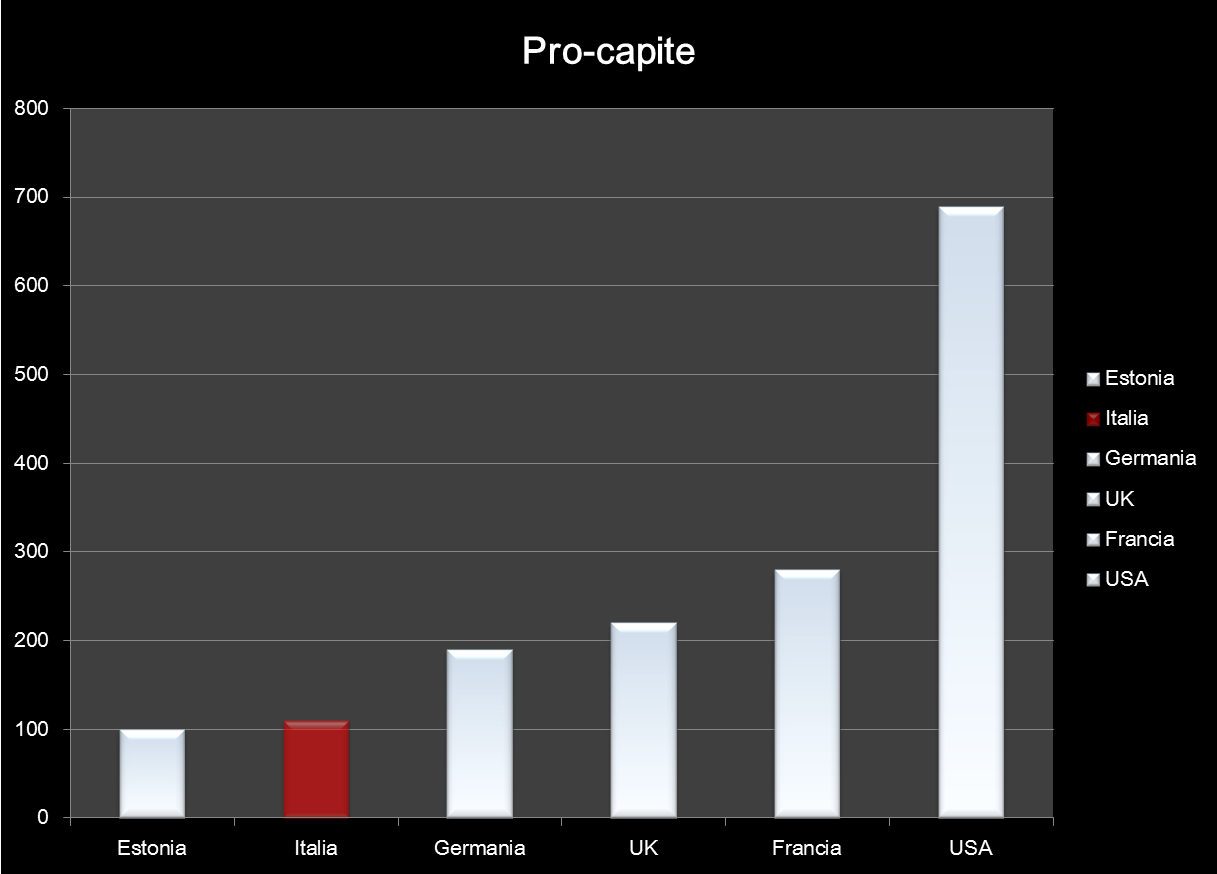 Pro-capite
800
700
600
500
400
300
200
100
0
Estonia Italia Germania UK Francia USA
Estonia
Italia
Germania
UK
Francia
USA